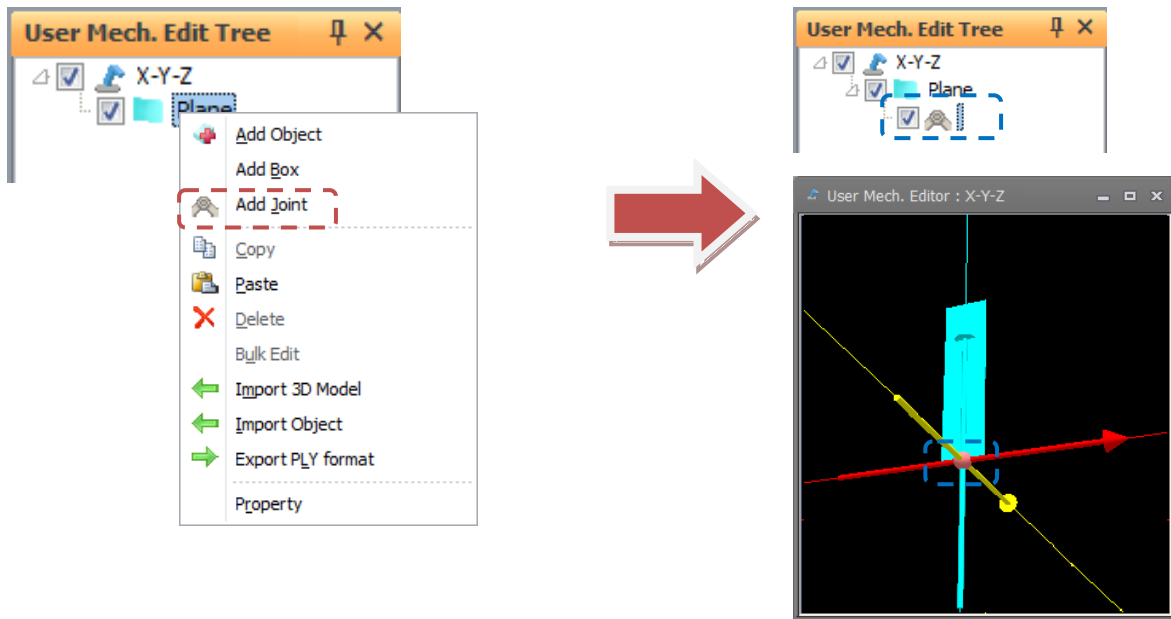 User Mech. Edit Tree
X-Y-Z
Plane
Add Object
Add Box
Add Joint
Copy
Paste
Delete
Bulk Edit
Import 3D Model
Import Object
Export PLY format
Property
User Mech. Edit Tree
X-Y-Z
Plane
User Mech. Editor : X-Y-Z